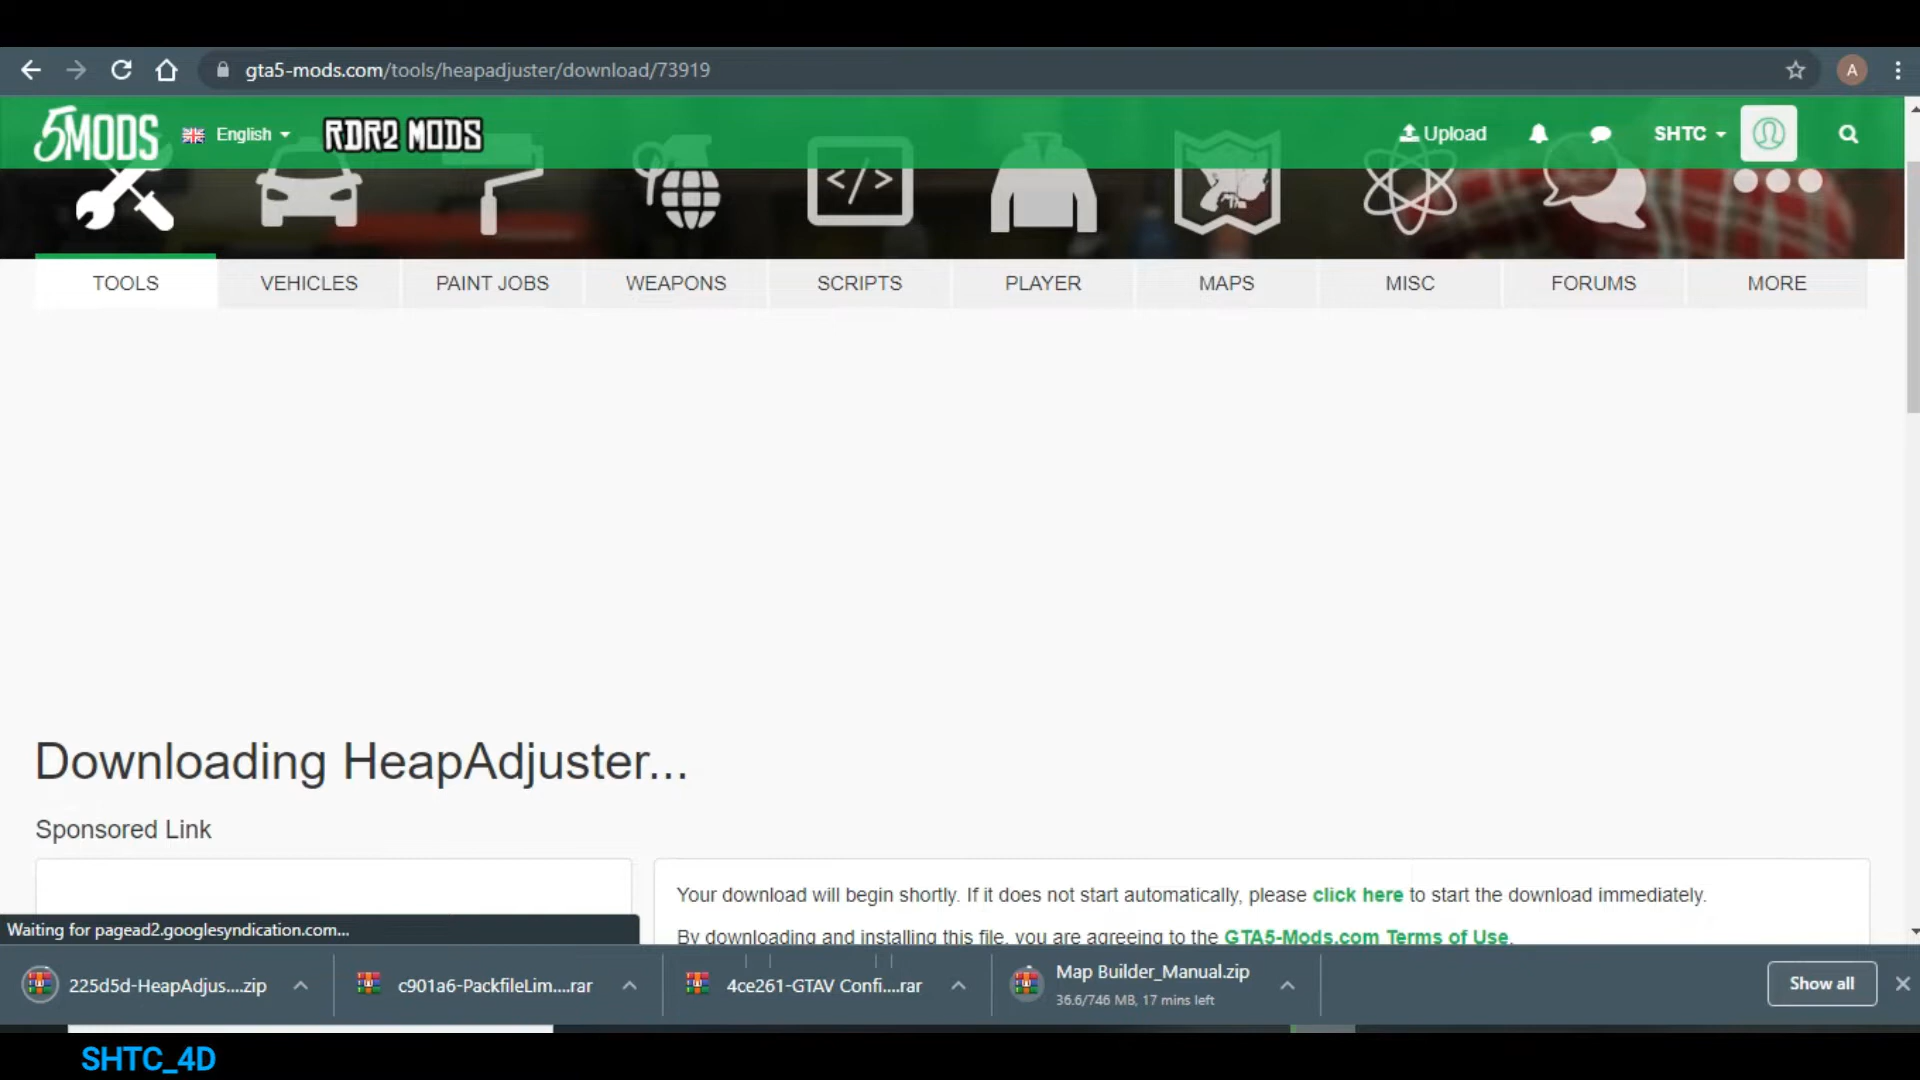 gta5-mods.com/tools/heapadjuster/download/73919
A
5MODS
English
RDR2 MODS
Upload
SHTC
</>
TOOLS
VEHICLES
PAINT JOBS
WEAPONS
SCRIPTS
PLAYER
MAPS
MISC
FORUMS
MORE
Downloading HeapAdjuster...
Sponsored Link
Your download will begin shortly. If it does not start automatically, please click here to start the download immediately.
By downloading and installing this file, you are agreeing to the GTA5-Mods.com Terms of Use.
Waiting for pagead2.googlesyndication.com...
225d5d-HeapAdjus....zip
c901a6-PackfileLim....rar
4ce261-GTAV Confi....rar
Map Builder_Manual.zip
36.6/746 MB, 17 mins left
Show all
SHTC_4D